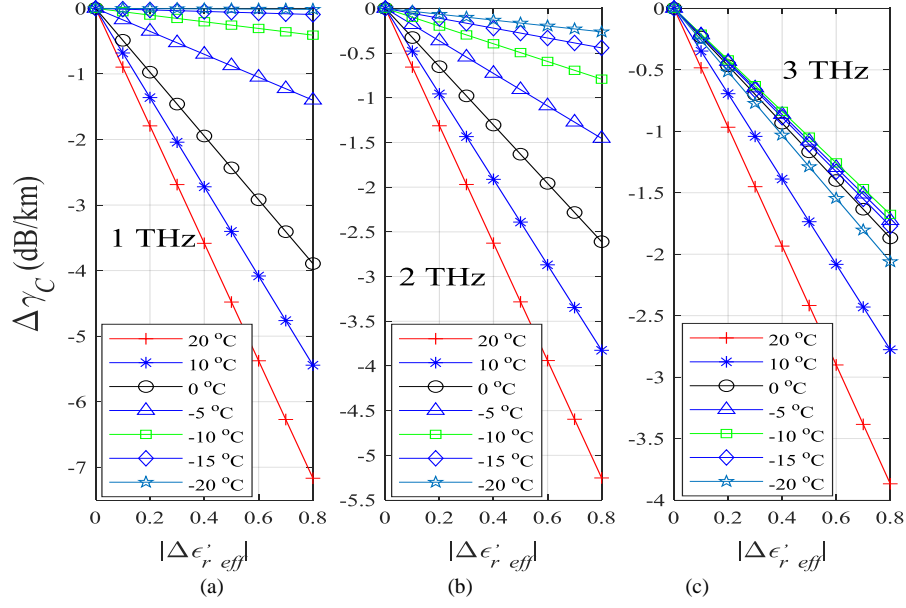 0
-1
-2
-3
-4
-5
-6
-7
Δγ_C (dB/km)
1 THz
20 °C
10 °C
0 °C
-5 °C
-10 °C
-15 °C
-20 °C
0 0.2 0.4 0.6 0.8
|Δϵ'_r eff|
(a)
0
-0.5
-1
-1.5
-2
-2.5
-3
-3.5
-4
-4.5
-5
-5.5
2 THz
20 °C
10 °C
0 °C
-5 °C
-10 °C
-15 °C
-20 °C
0 0.2 0.4 0.6 0.8
|Δϵ'_r eff|
(b)
0
-0.5
-1
-1.5
-2
-2.5
-3
-3.5
-4
3 THz
20 °C
10 °C
0 °C
-5 °C
-10 °C
-15 °C
-20 °C
0 0.2 0.4 0.6 0.8
|Δϵ'_r eff|
(c)